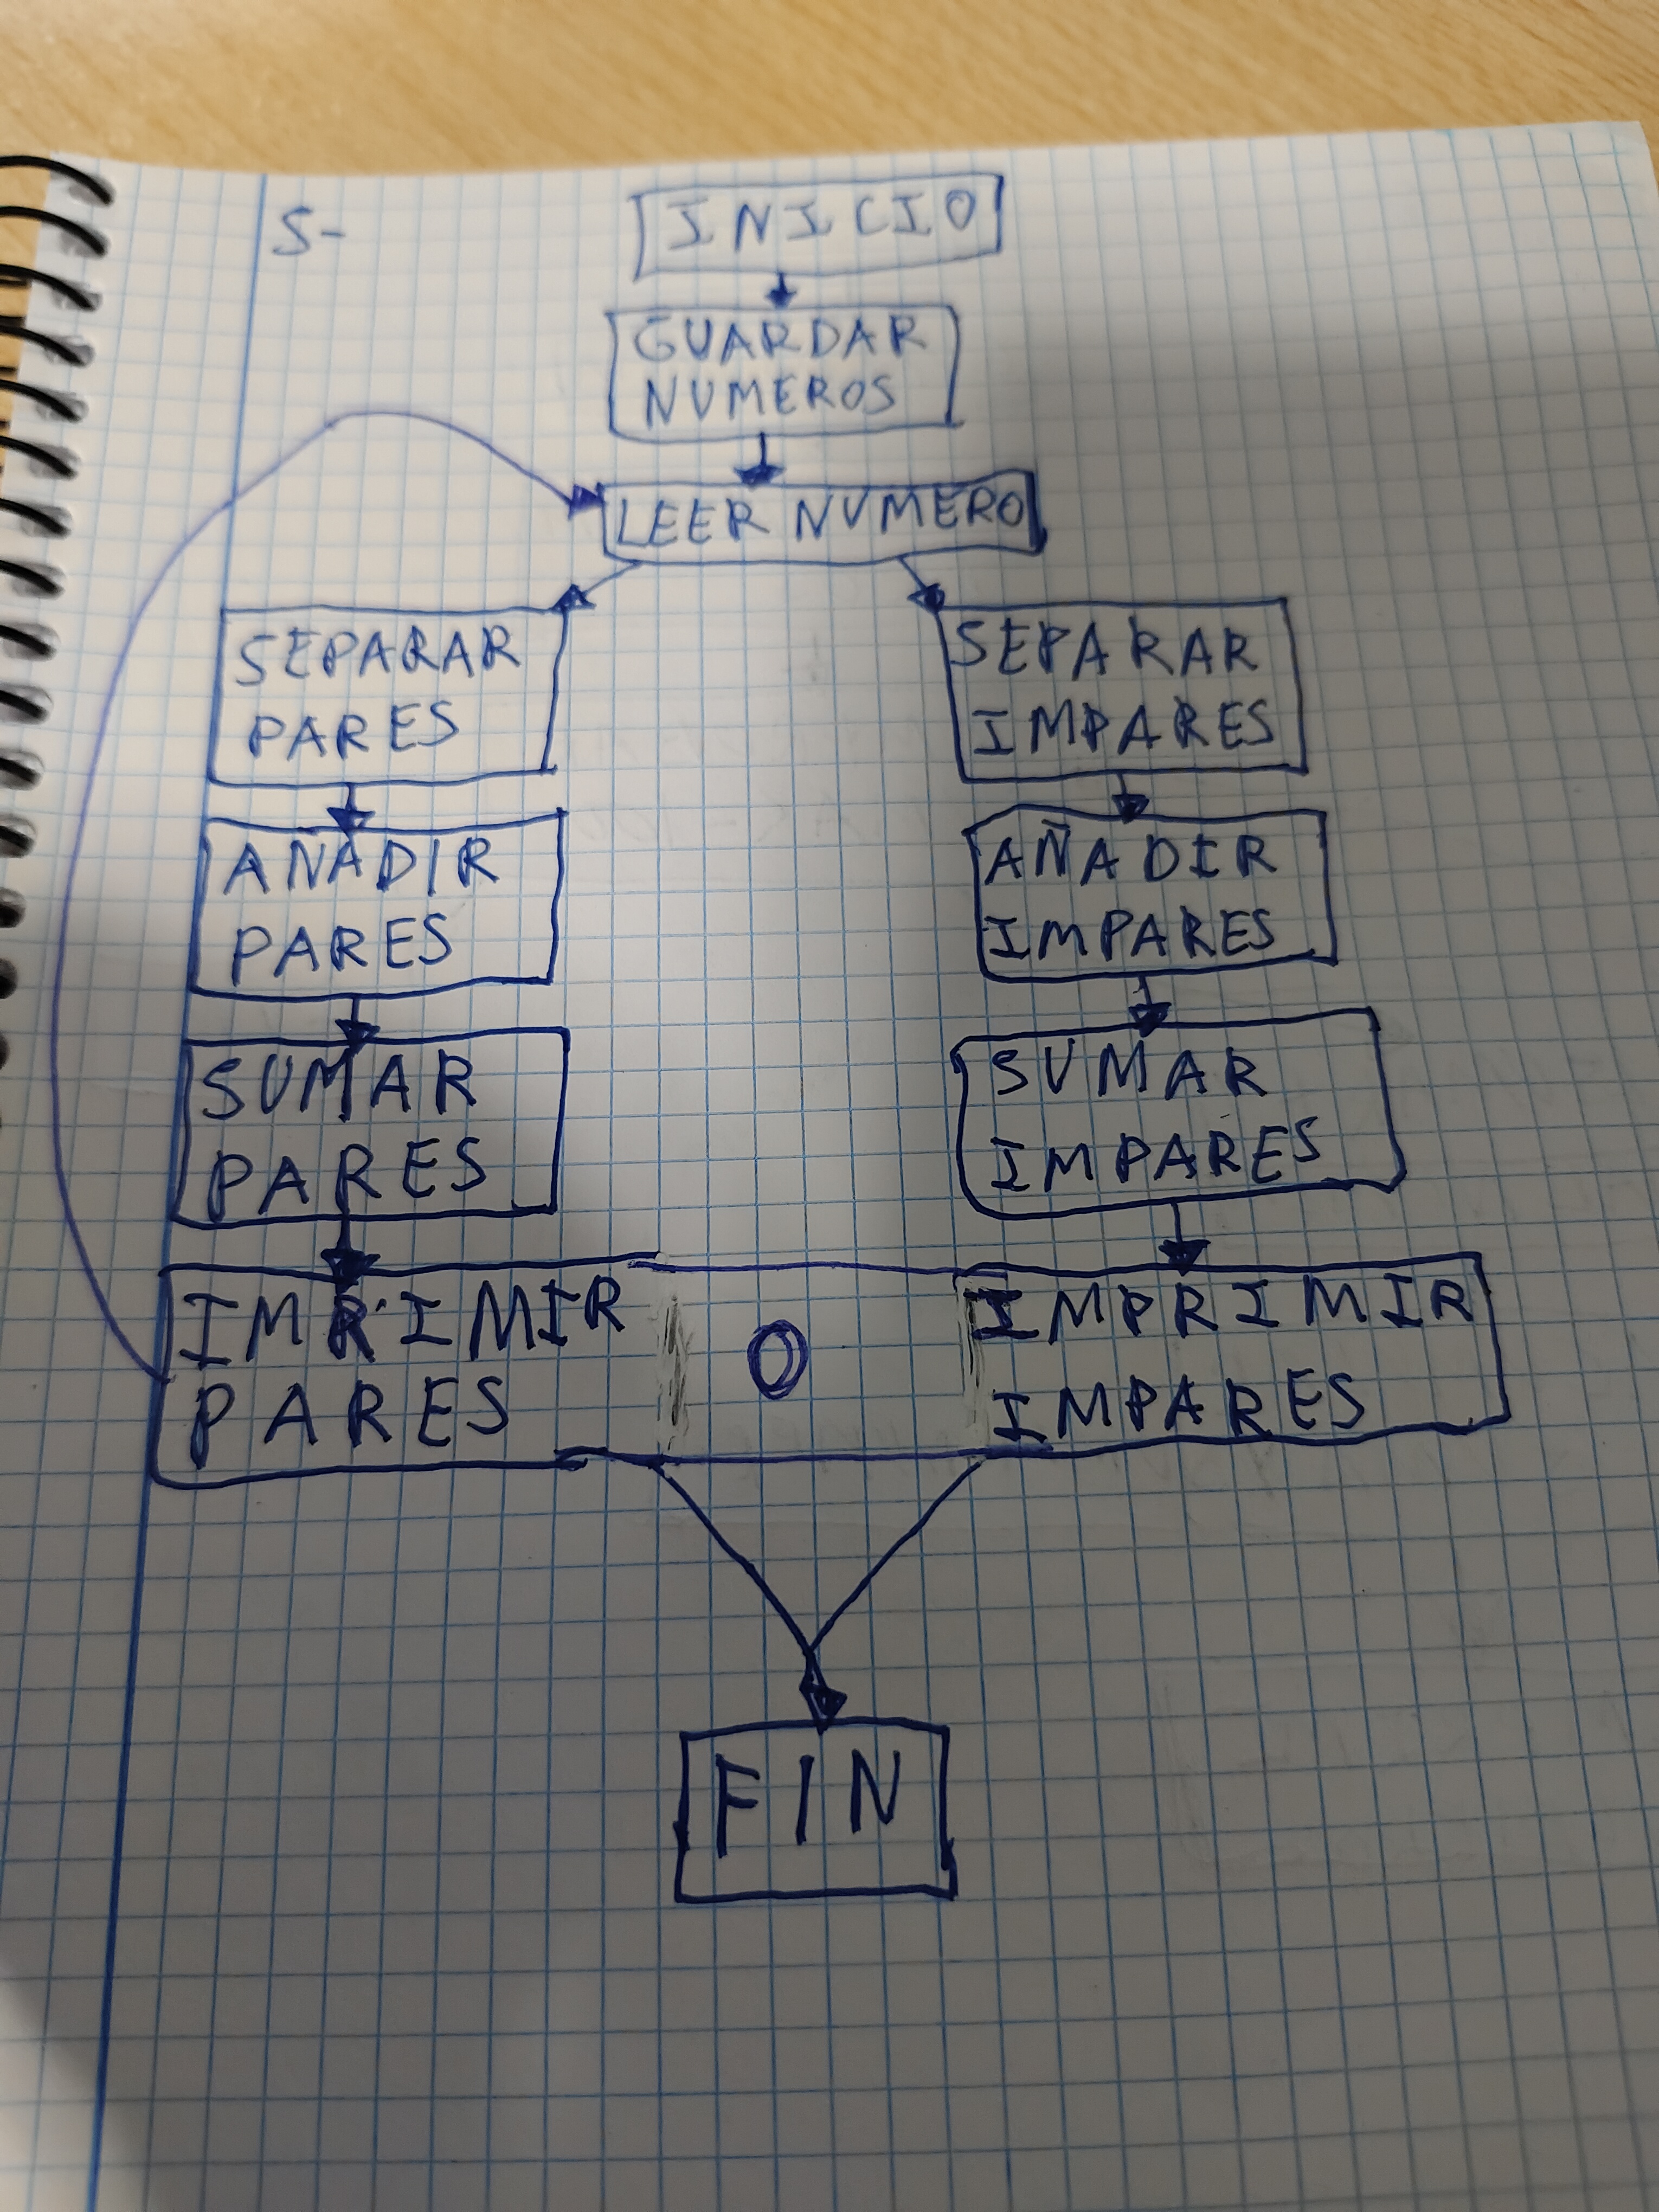 5-
INICIO
GUARDAR
NUMEROS
LEER NUMERO
SEPARAR
PARES
SEPARAR
IMPARES
AÑADIR
PARES
AÑADIR
IMPARES
SUMAR
PARES
SUMAR
IMPARES
IMRIMIR
PARES
O
IMPRIMIR
IMPARES
FIN